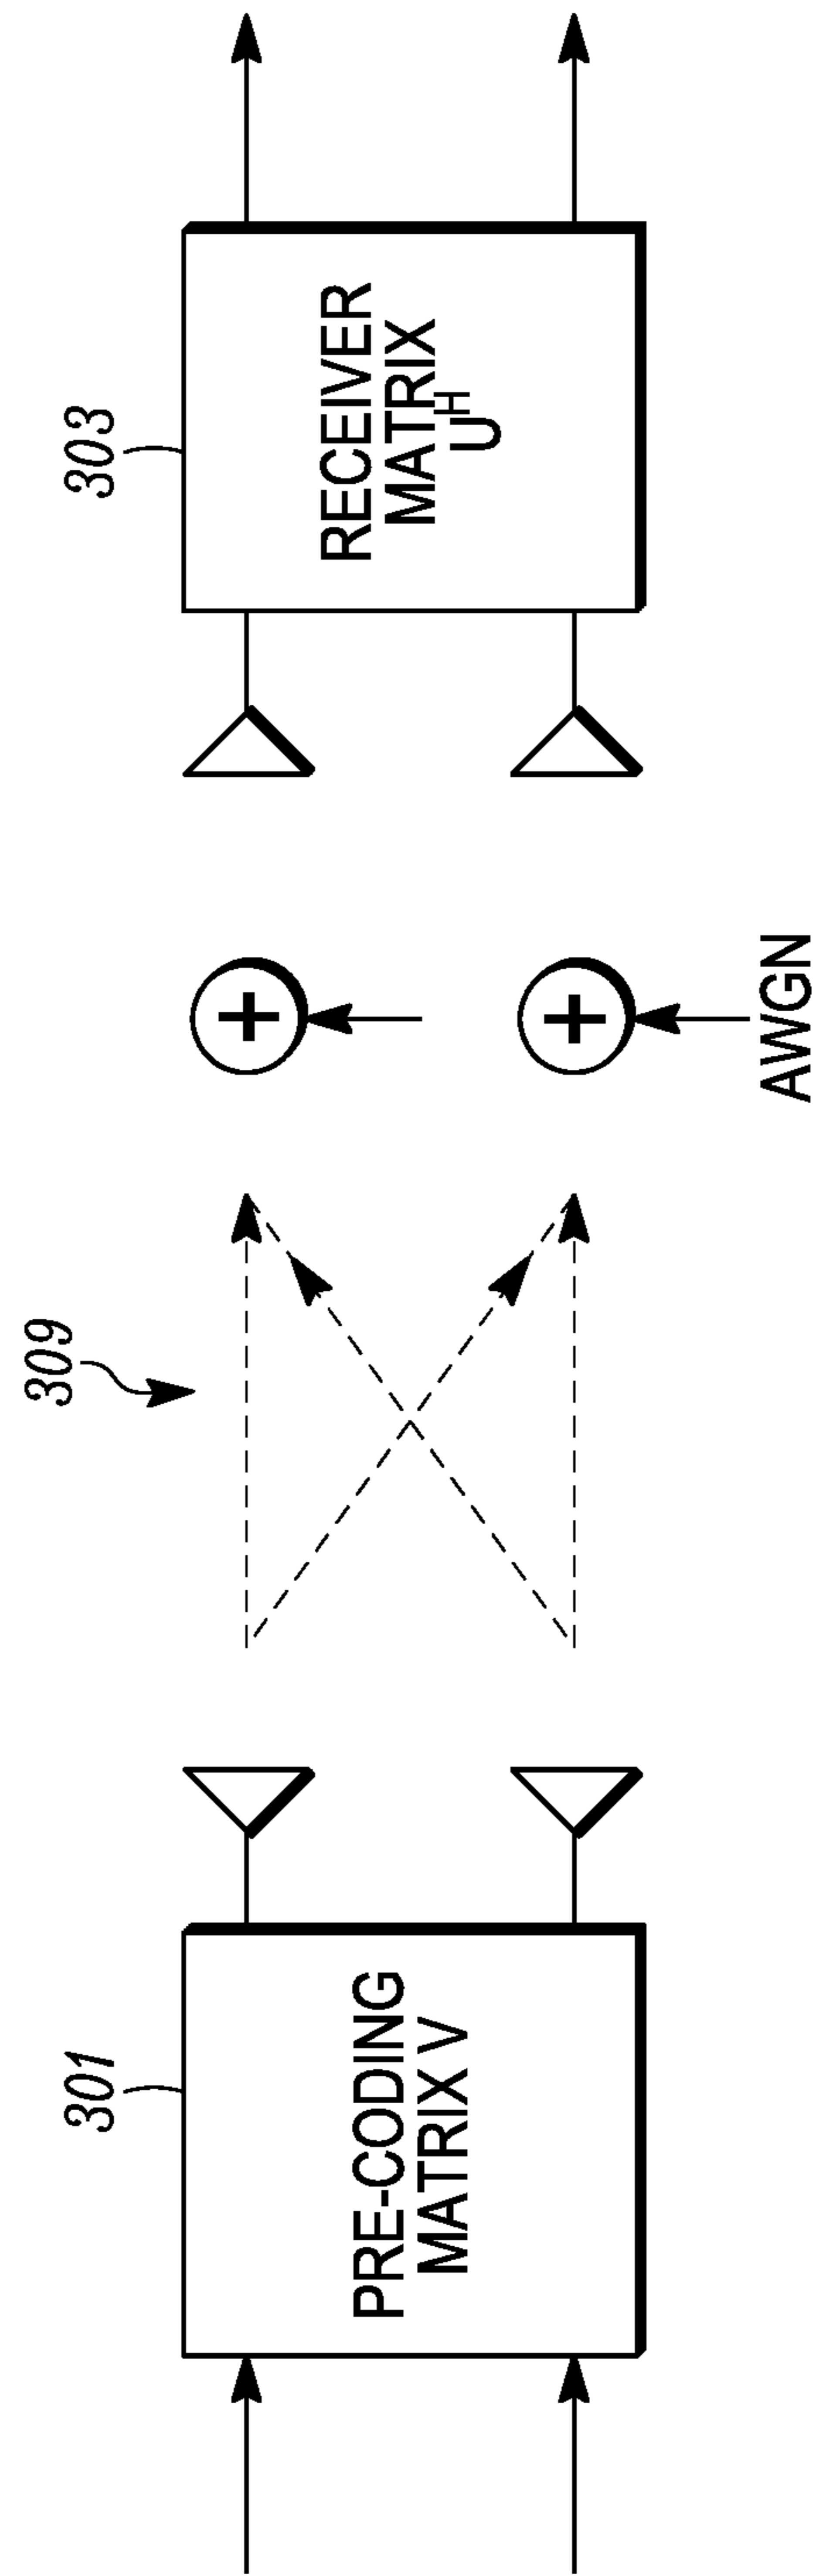 301
PRE-CODING
MATRIX V
309
AWGN
303
RECEIVER
MATRIX
U^H